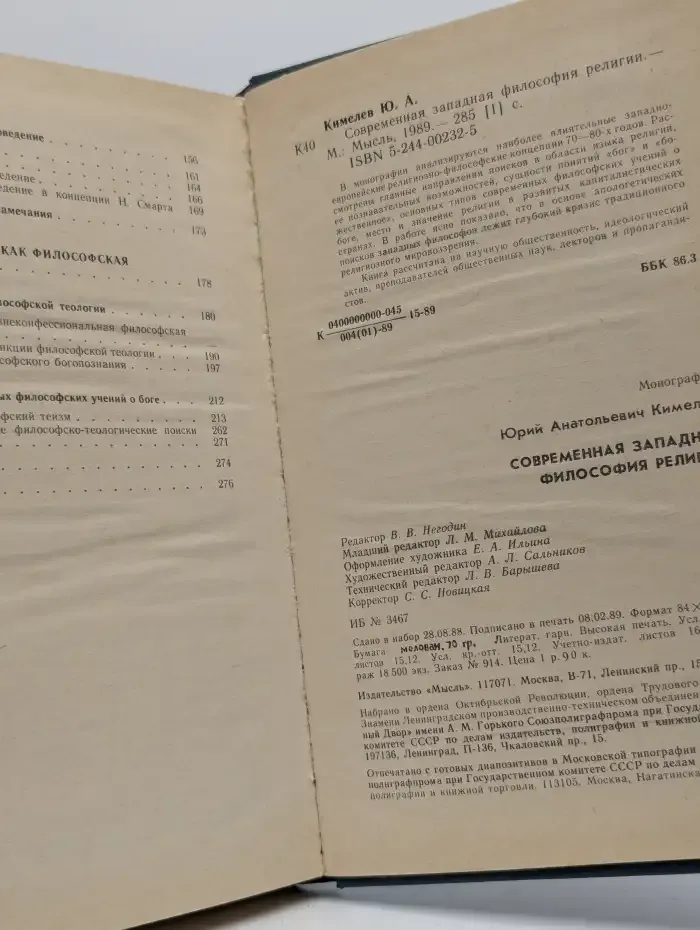 оведение
156
161
едение 164
едение в концепции Н. Смарта 166
169
замечания 173
КАК ФИЛОСОФСКАЯ
178
лософской теологии 180
внеконфессиональная философская
нкции философской теологии 190
софского богопознания 197
ых философских учений о боге 212
офский теизм 213
е философско-теологические поиски 262
271
274
276
Кимелев Ю. А.
К40 Современная западная философия религии.—
М.: Мысль, 1989.— 285 [1] с.
ISBN 5-244-00232-5
В монографии анализируются наиболее влиятельные западно-
европейские религиозно-философские концепции 70—80-х годов. Рас-
смотрены главные направления поисков в области языка религии,
ее познавательных возможностей, сущности понятий «бог» и «бо-
жественное», основных типов современных философских учений о
боге, место и значение религии в развитых капиталистических
странах. В работе ясно показано, что в основе апологетических
поисков западных философов лежит глубокий кризис традиционного
религиозного мировоззрения.
Книга рассчитана на научную общественность, идеологический
актив, преподавателей общественных наук, лекторов и пропаганди-
стов.
К 0400000000-045 15-89
004(01)-89
ББК 86.3
Монограф
Юрий Анатольевич Кимел
СОВРЕМЕННАЯ ЗАПАДН
ФИЛОСОФИЯ РЕЛИГ
Редактор В. В. Негодин
Младший редактор Л. М. Михайлова
Оформление художника Е. А. Ильина
Художественный редактор А. Л. Сальников
Технический редактор Л. В. Барышева
Корректор С. С. Новицкая
ИБ № 3467
Сдано в набор 28.08.88. Подписано в печать 08.02.89. Формат 84×
Бумага меловам. 70 гр. Литерат. гарн. Высокая печать. Усл.
листов 15,12. Усл. кр.-отт. 15,12. Учетно-издат. листов 16
раж 18 500 экз. Заказ № 914. Цена 1 р. 90 к.
Издательство «Мысль». 117071. Москва, В-71, Ленинский пр., 15
Набрано в ордена Октябрьской Революции, ордена Трудового
Знамени Ленинградском производственно-техническом объединен
ный Двор» имени А. М. Горького Союзполиграфпрома при Госуд
комитете СССР по делам издательств, полиграфии и книжной
197136, Ленинград, П-136, Чкаловский пр., 15.
Отпечатано с готовых диапозитивов в Московской типографии
полиграфпрома при Государственном комитете СССР по делам
полиграфии и книжной торговли. 113105, Москва, Нагатинска